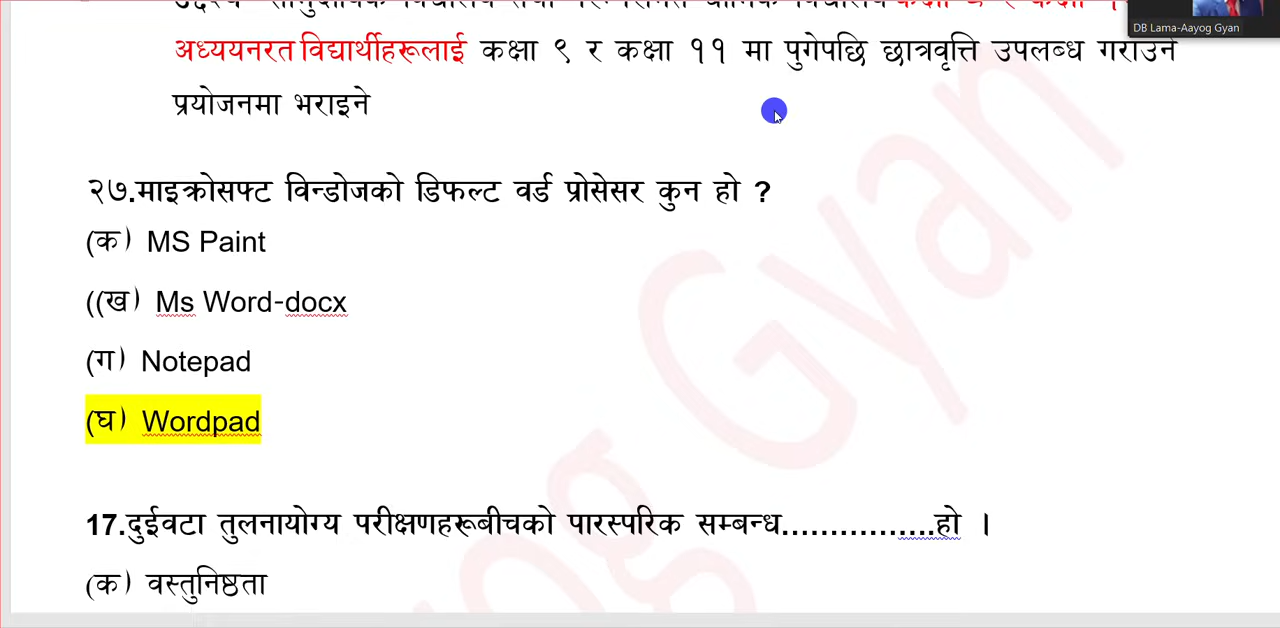 DB Lama-Aayog Gyan
अध्ययनरत विद्यार्थीहरूलाई कक्षा ९ र कक्षा ११ मा पुगेपछि छात्रवृत्ति उपलब्ध गराउने
प्रयोजनमा भराइने
२७.माइक्रोसफ्ट विन्डोजको डिफल्ट वर्ड प्रोसेसर कुन हो ?
(क) MS Paint
((ख) Ms Word-docx
(ग) Notepad
(घ) Wordpad
17.दुईवटा तुलनायोग्य परीक्षणहरूबीचको पारस्परिक सम्बन्ध..................हो ।
(क) वस्तुनिष्ठता
Gyan